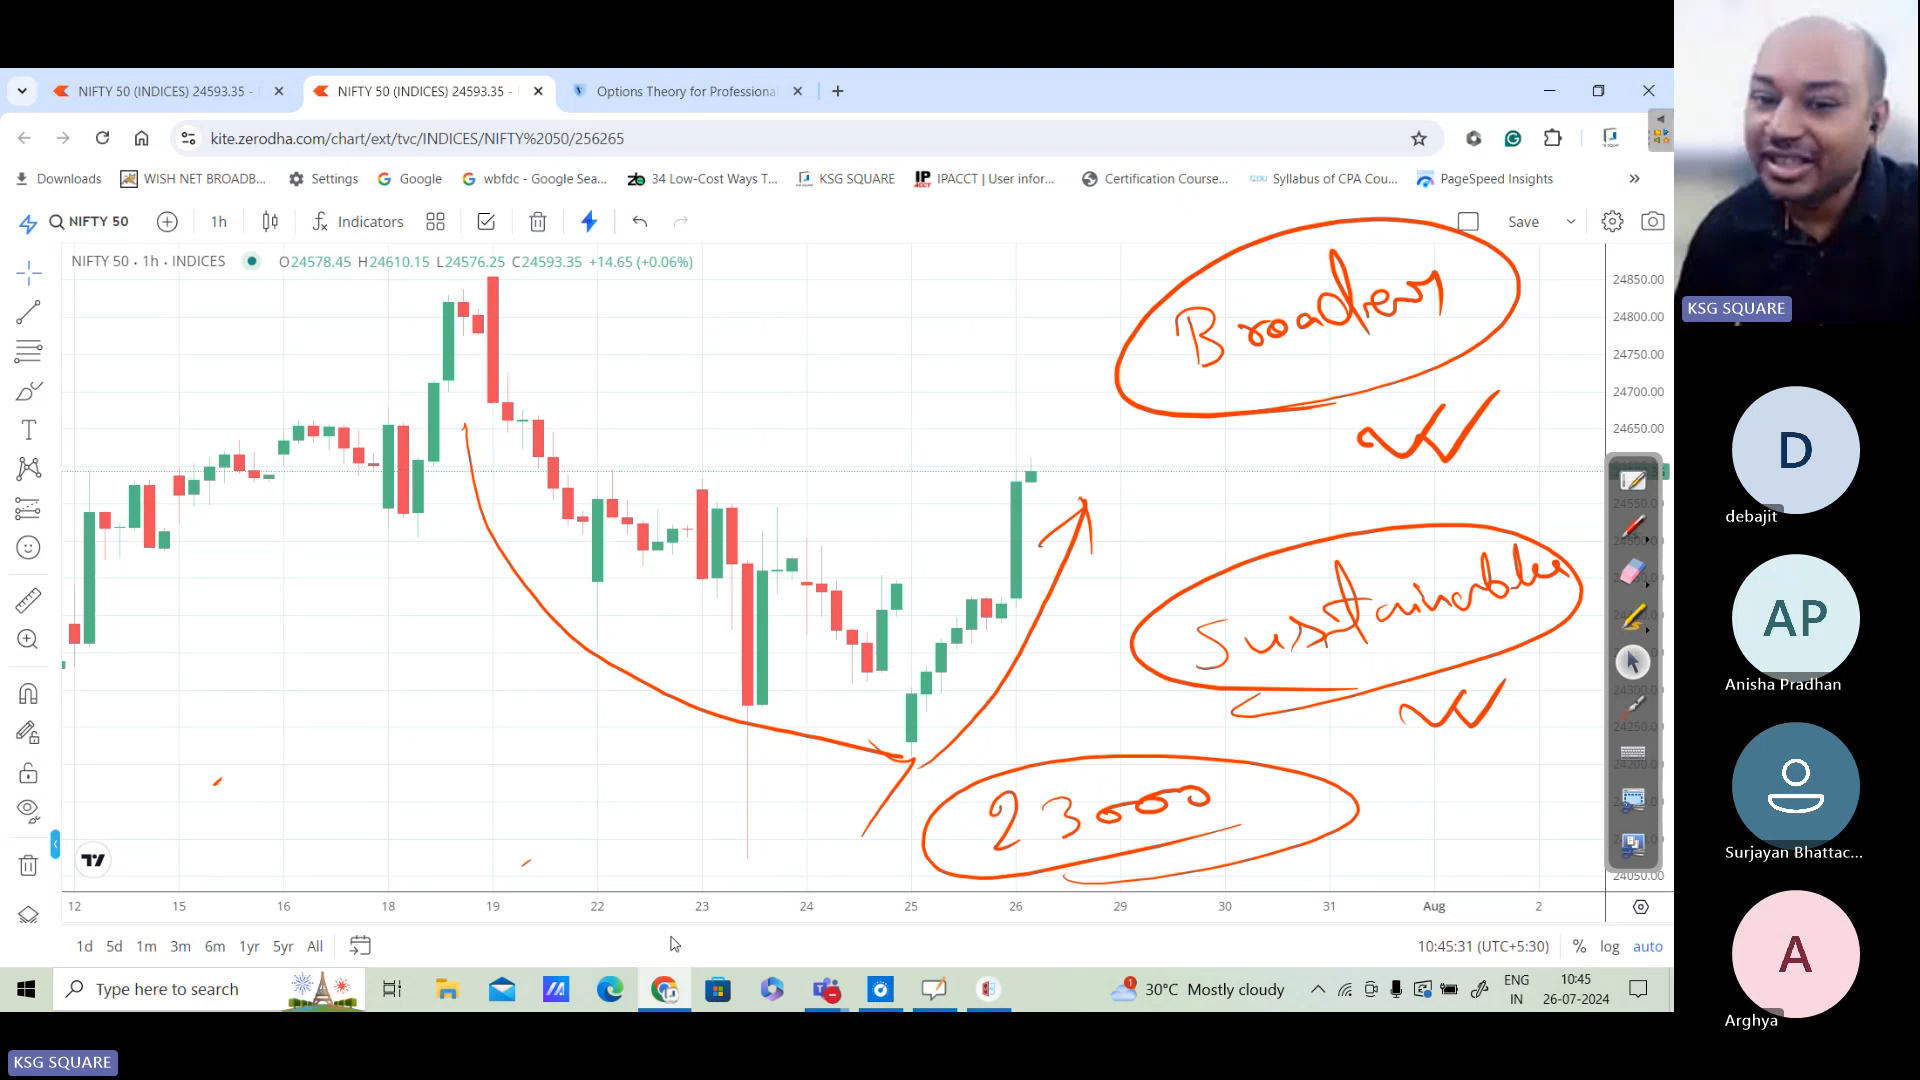 NIFTY 50 (INDICES) 24593.35 -
NIFTY 50 (INDICES) 24593.35 -
Options Theory for Professiona
kite.zerodha.com/chart/ext/tvc/INDICES/NIFTY%2050/256265
Downloads
WISH NET BROADB...
Settings
Google
wbfdc - Google Sea...
34 Low-Cost Ways T...
KSG SQUARE
IPACCT | User infor...
Certification Course...
Syllabus of CPA Cou...
PageSpeed Insights
NIFTY 50
1h
Indicators
Save
NIFTY 50 · 1h · INDICES
O24578.45 H24610.15 L24576.25 C24593.35 +14.65 (+0.06%)
Broadery
Sustainable
23000
24850.00
24800.00
24750.00
24700.00
24650.00
24050.00
12 15 16 18 19 22 23 24 25 26 29 30 31 Aug 2
1d 5d 1m 3m 6m 1yr 5yr All
10:45:31 (UTC+5:30)
% log auto
Type here to search
30°C Mostly cloudy
ENG
IN
10:45
26-07-2024
KSG SQUARE
D
debajit
AP
Anisha Pradhan
Surjayan Bhattac...
A
Arghya
KSG SQUARE